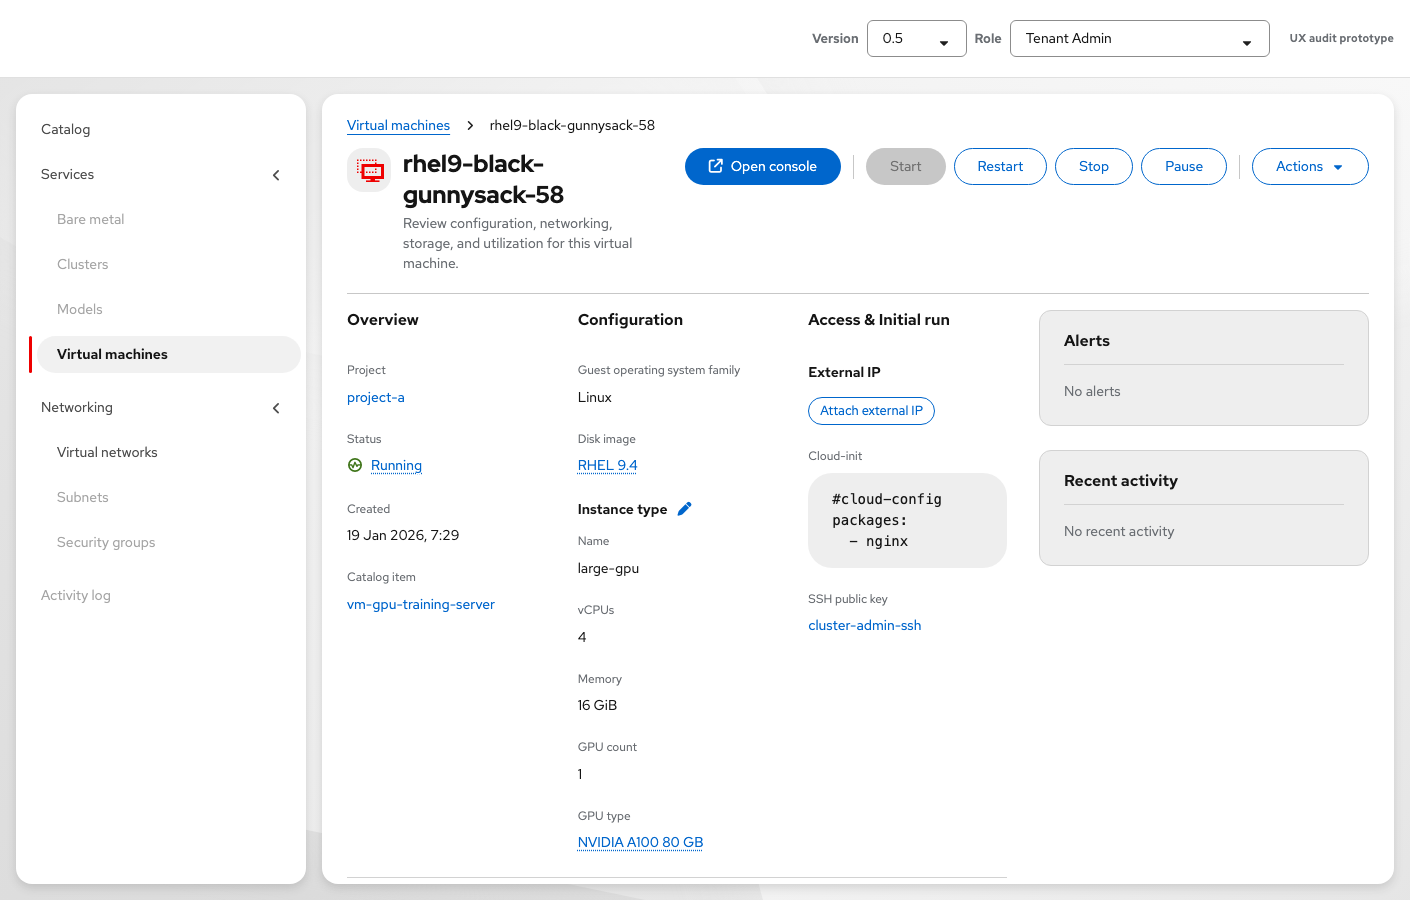 Version
0.5
Role
Tenant Admin
UX audit prototype
Catalog
Services
Bare metal
Clusters
Models
Virtual machines
Networking
Virtual networks
Subnets
Security groups
Activity log
Virtual machines
rhel9-black-gunnysack-58
rhel9-black-
gunnysack-58
Review configuration, networking,
storage, and utilization for this virtual
machine.
Open console
Start
Restart
Stop
Pause
Actions
Overview
Project
project-a
Status
Running
Created
19 Jan 2026, 7:29
Catalog item
vm-gpu-training-server
Configuration
Guest operating system family
Linux
Disk image
RHEL 9.4
Instance type
Name
large-gpu
vCPUs
4
Memory
16 GiB
GPU count
1
GPU type
NVIDIA A100 80 GB
Access & Initial run
External IP
Attach external IP
Cloud-init
#cloud-config
packages:
  - nginx
SSH public key
cluster-admin-ssh
Alerts
No alerts
Recent activity
No recent activity